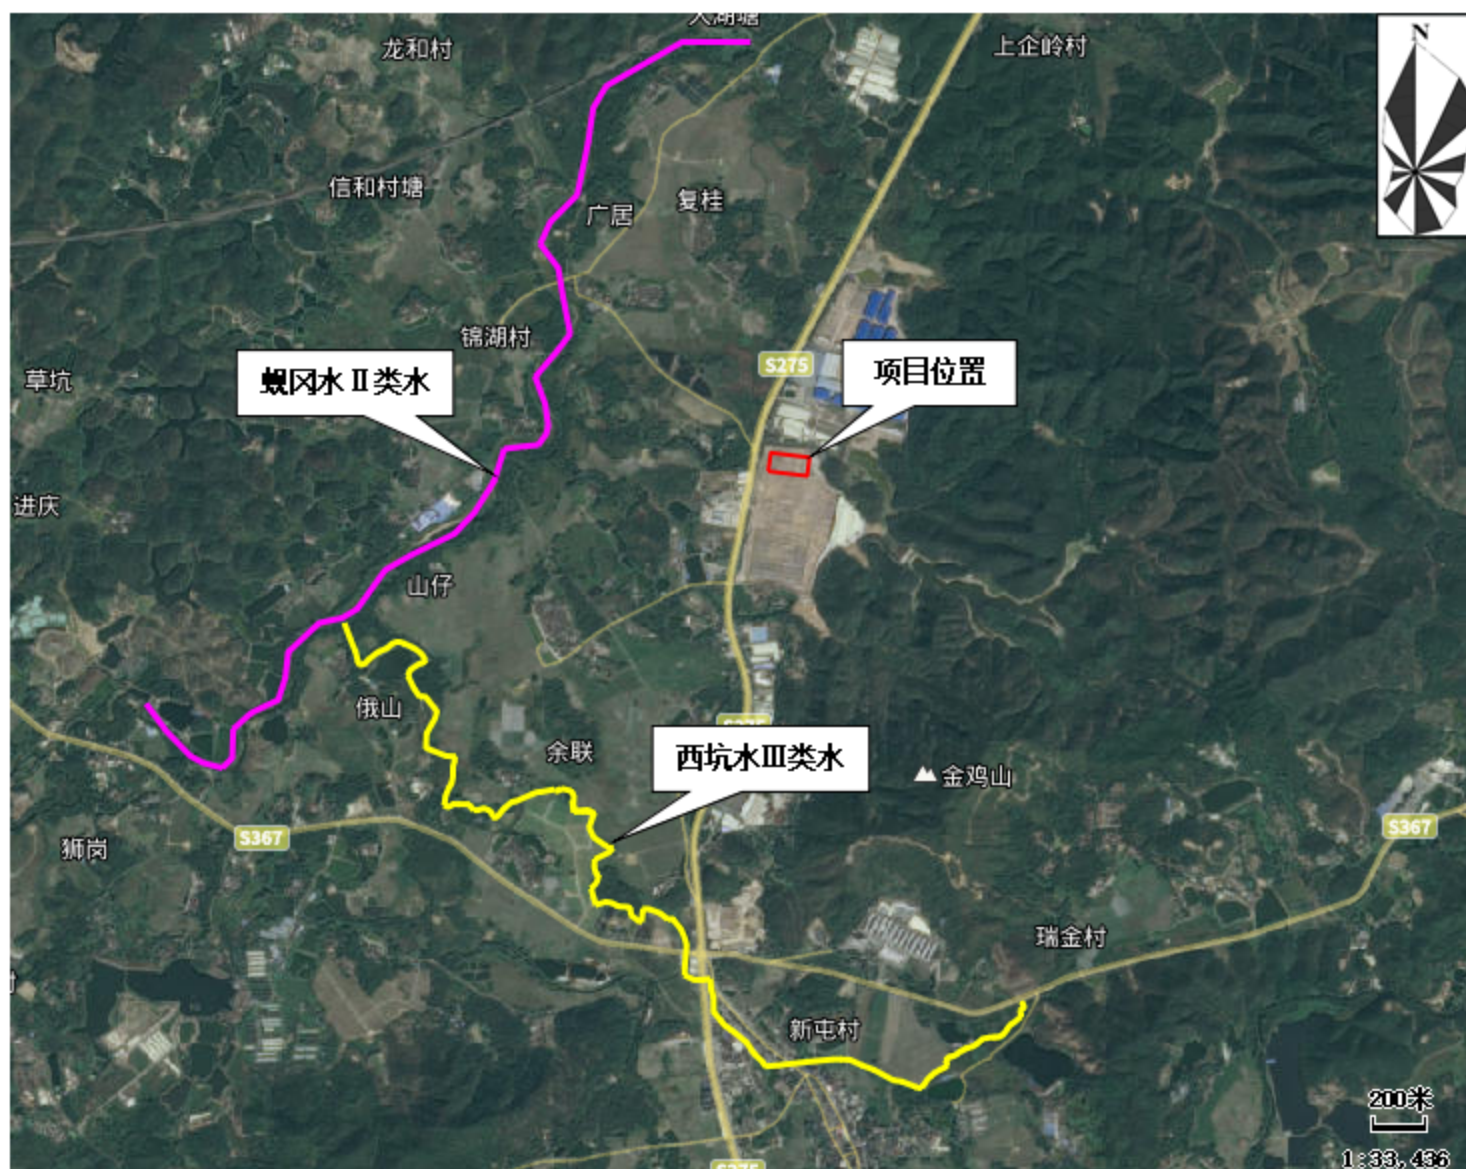 大湖塘
龙和村
上企岭村
N
信和村塘
广居
复桂
锦湖村
S275
项目位置
草坑
蚬冈水Ⅱ类水
进庆
山仔
俄山
余联
S275
西坑水Ⅲ类水
金鸡山
S367
S367
狮岗
瑞金村
村
新屯村
200米
1:33,436
S275